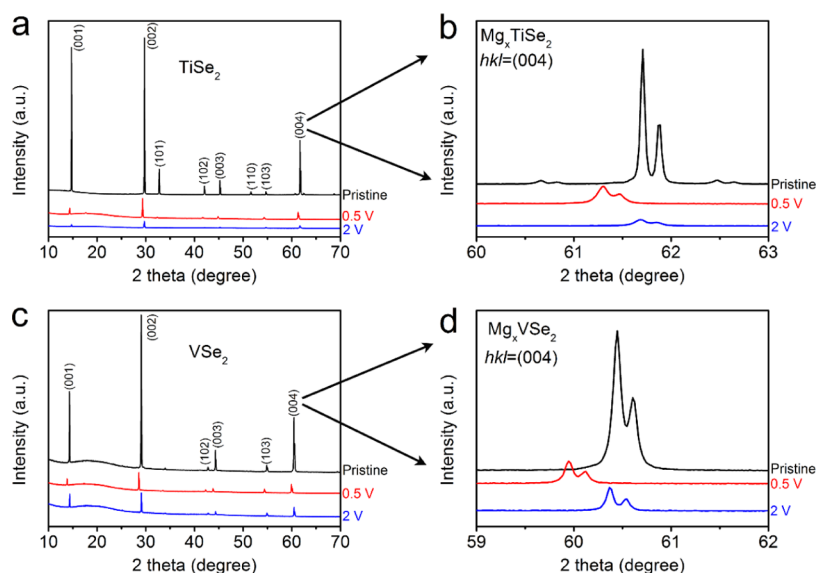 a
Intensity (a.u.)
(001)
(002)
TiSe2
(101)
(102)
(003)
(110)
(103)
(004)
Pristine
0.5 V
2 V
10 20 30 40 50 60 70
2 theta (degree)
b
Intensity (a.u.)
MgxTiSe2
hkl=(004)
Pristine
0.5 V
2 V
60 61 62 63
2 theta (degree)
c
Intensity (a.u.)
(001)
(002)
VSe2
(102)
(003)
(103)
(004)
Pristine
0.5 V
2 V
10 20 30 40 50 60 70
2 theta (degree)
d
Intensity (a.u.)
MgxVSe2
hkl=(004)
Pristine
0.5 V
2 V
59 60 61 62
2 theta (degree)